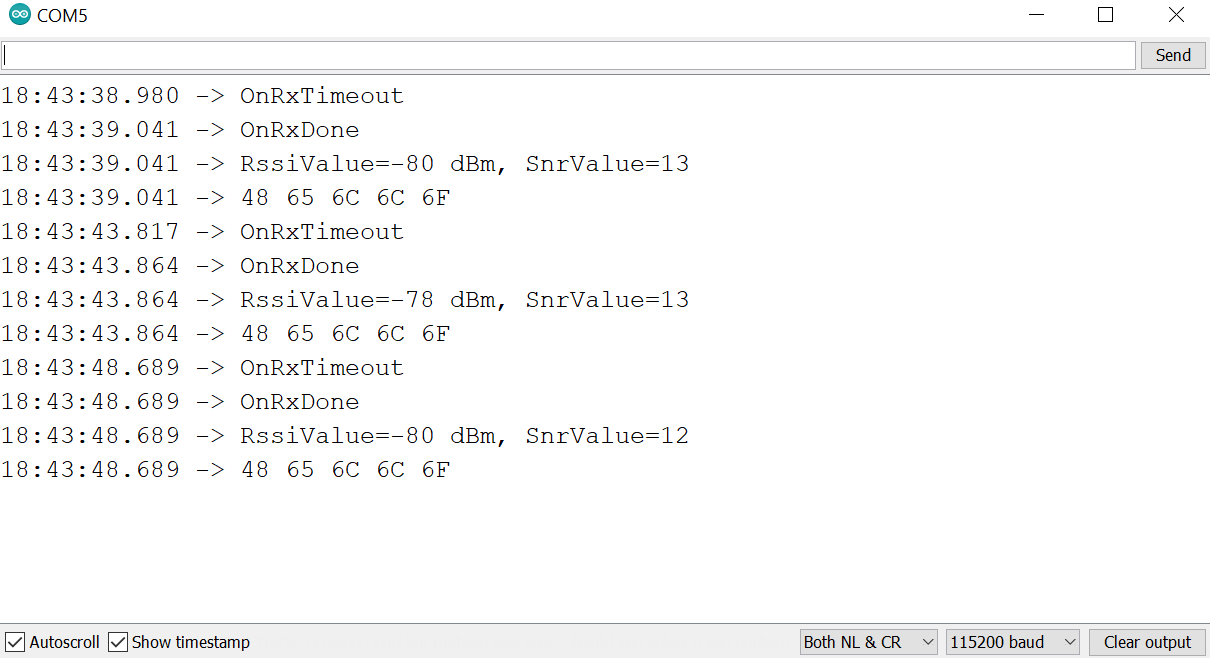 COM5
Send
18:43:38.980 -> OnRxTimeout
18:43:39.041 -> OnRxDone
18:43:39.041 -> RssiValue=-80 dBm, SnrValue=13
18:43:39.041 -> 48 65 6C 6C 6F
18:43:43.817 -> OnRxTimeout
18:43:43.864 -> OnRxDone
18:43:43.864 -> RssiValue=-78 dBm, SnrValue=13
18:43:43.864 -> 48 65 6C 6C 6F
18:43:48.689 -> OnRxTimeout
18:43:48.689 -> OnRxDone
18:43:48.689 -> RssiValue=-80 dBm, SnrValue=12
18:43:48.689 -> 48 65 6C 6C 6F
Autoscroll Show timestamp Both NL & CR 115200 baud Clear output